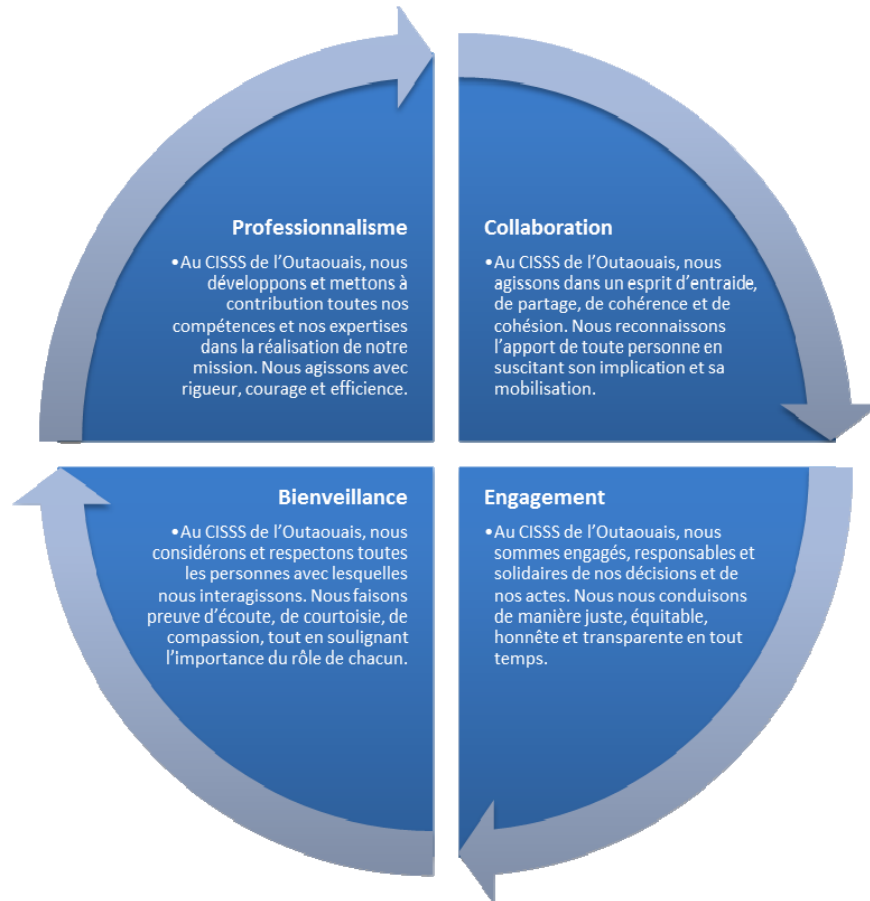 Professionnalisme
•Au CISSS de l’Outaouais, nous
développons et mettons à
contribution toutes nos
compétences et nos expertises
dans la réalisation de notre
mission. Nous agissons avec
rigueur, courage et efficience.
Collaboration
•Au CISSS de l’Outaouais, nous
agissons dans un esprit d’entraide,
de partage, de cohérence et de
cohésion. Nous reconnaissons
l’apport de toute personne en
suscitant son implication et sa
mobilisation.
Bienveillance
•Au CISSS de l’Outaouais, nous
considérons et respectons toutes
les personnes avec lesquelles
nous interagissons. Nous faisons
preuve d’écoute, de courtoisie, de
compassion, tout en soulignant
l’importance du rôle de chacun.
Engagement
•Au CISSS de l’Outaouais, nous
sommes engagés, responsables et
solidaires de nos décisions et de
nos actes. Nous nous conduisons
de manière juste, équitable,
honnête et transparente en tout
temps.